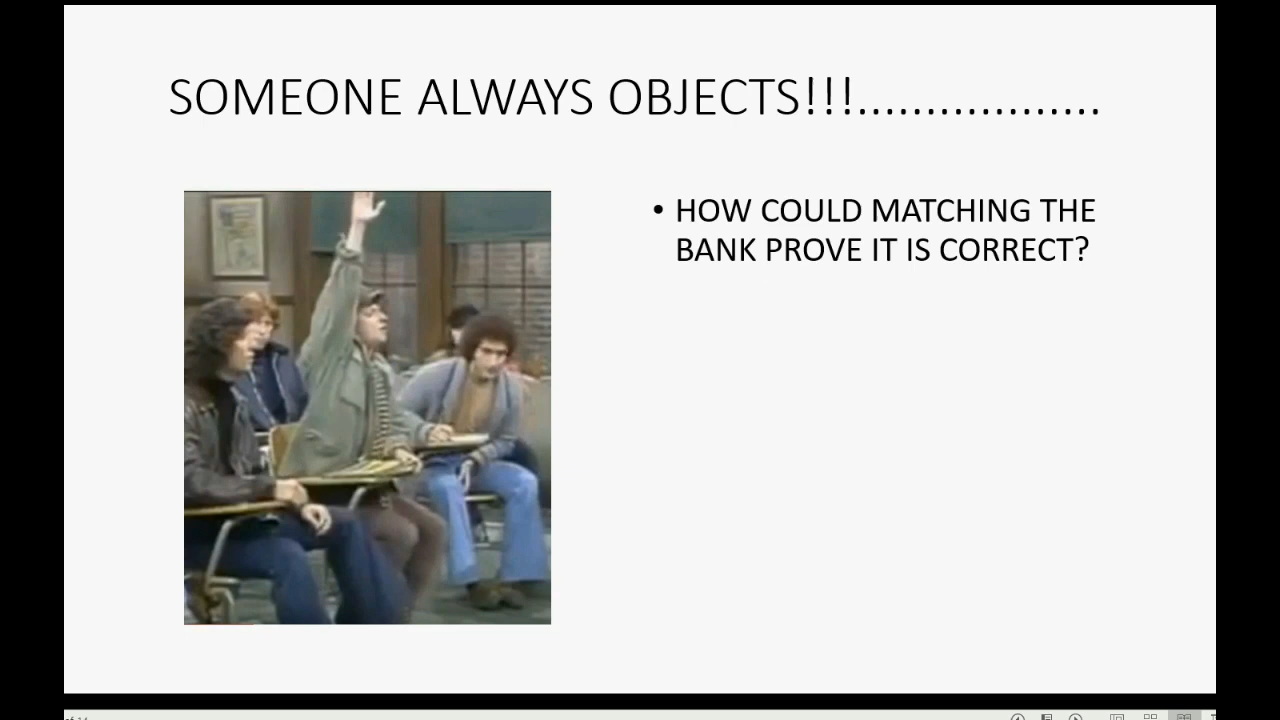 SOMEONE ALWAYS OBJECTS!!!..................
• HOW COULD MATCHING THE
BANK PROVE IT IS CORRECT?